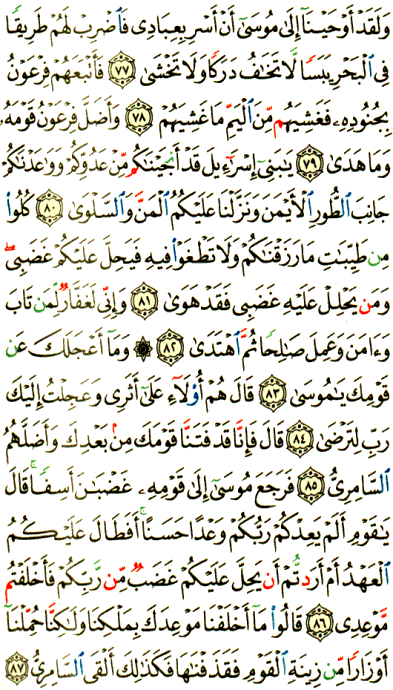 وَلَقَدْ أَوْحَيْنَآ إِلَىٰ مُوسَىٰٓ أَنْ أَسْرِ بِعِبَادِى فَٱضْرِبْ لَهُمْ طَرِيقًا
فِى ٱلْبَحْرِ يَبَسًا لَّا تَخَـٰفُ دَرَكًا وَلَا تَخْشَىٰ ٧٧ فَأَتْبَعَهُمْ فِرْعَوْنُ
بِجُنُودِهِۦ فَغَشِيَهُم مِّنَ ٱلْيَمِّ مَا غَشِيَهُمْ ٧٨ وَأَضَلَّ فِرْعَوْنُ قَوْمَهُۥ
وَمَا هَدَىٰ ٧٩ يَـٰبَنِىٓ إِسْرَٰٓءِيلَ قَدْ أَنجَيْنَـٰكُم مِّنْ عَدُوِّكُمْ وَوَٰعَدْنَـٰكُمْ
جَانِبَ ٱلطُّورِ ٱلْأَيْمَنَ وَنَزَّلْنَا عَلَيْكُمُ ٱلْمَنَّ وَٱلسَّلْوَىٰ ٨٠ كُلُوا۟
مِن طَيِّبَـٰتِ مَا رَزَقْنَـٰكُمْ وَلَا تَطْغَوْا۟ فِيهِ فَيَحِلَّ عَلَيْكُمْ غَضَبِى ۖ
وَمَن يَحْلِلْ عَلَيْهِ غَضَبِى فَقَدْ هَوَىٰ ٨١ وَإِنِّى لَغَفَّارٌ لِّمَن تَابَ
وَءَامَنَ وَعَمِلَ صَـٰلِحًا ثُمَّ ٱهْتَدَىٰ ٨٢ ۞ وَمَآ أَعْجَلَكَ عَن
قَوْمِكَ يَـٰمُوسَىٰ ٨٣ قَالَ هُمْ أُو۟لَآءِ عَلَىٰٓ أَثَرِى وَعَجِلْتُ إِلَيْكَ
رَبِّ لِتَرْضَىٰ ٨٤ قَالَ فَإِنَّا قَدْ فَتَنَّا قَوْمَكَ مِنۢ بَعْدِكَ وَأَضَلَّهُمُ
ٱلسَّامِرِىُّ ٨٥ فَرَجَعَ مُوسَىٰٓ إِلَىٰ قَوْمِهِۦ غَضْبَـٰنَ أَسِفًا ۚ قَالَ
يَـٰقَوْمِ أَلَمْ يَعِدْكُمْ رَبُّكُمْ وَعْدًا حَسَنًا ۚ أَفَطَالَ عَلَيْكُمُ
ٱلْعَهْدُ أَمْ أَرَدتُّمْ أَن يَحِلَّ عَلَيْكُمْ غَضَبٌ مِّن رَّبِّكُمْ فَأَخْلَفْتُم
مَّوْعِدِى ٨٦ قَالُوا۟ مَآ أَخْلَفْنَا مَوْعِدَكَ بِمَلْكِنَا وَلَـٰكِنَّا حُمِّلْنَآ
أَوْزَارًا مِّن زِينَةِ ٱلْقَوْمِ فَقَذَفْنَـٰهَا فَكَذَٰلِكَ أَلْقَى ٱلسَّامِرِىُّ ٨٧